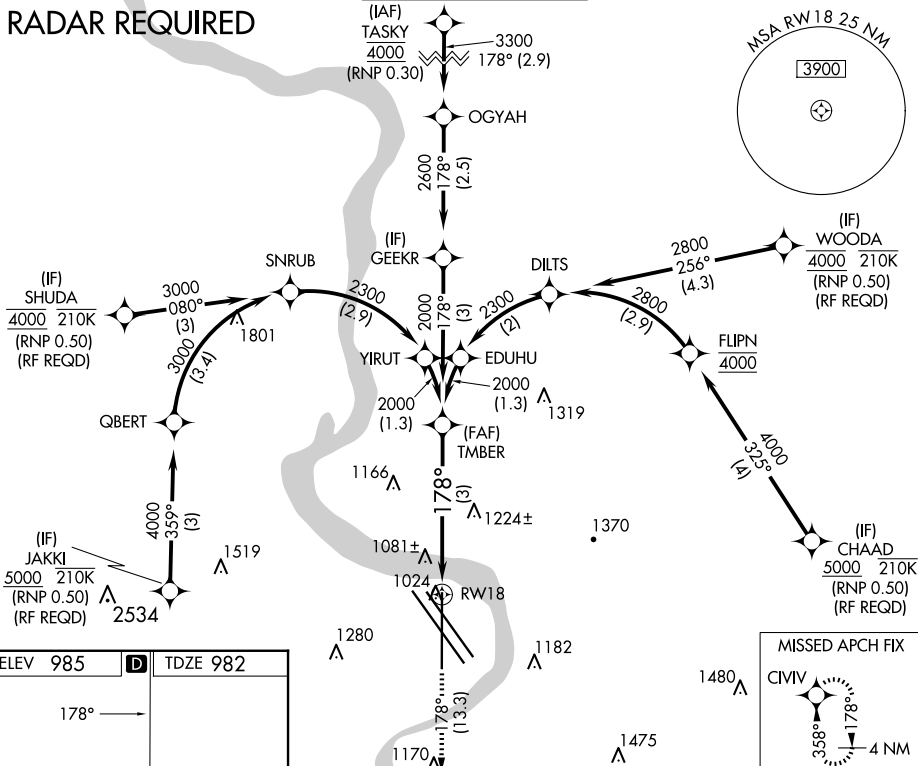 RADAR REQUIRED
(IAF)
TASKY
4000
(RNP 0.30)
3300
178° (2.9)
OGYAH
2600
178°
(2.5)
MSA RW18 25 NM
3900
(IF)
GEEKR
2000
178°
(3)
SNRUB
DILTS
2800
256°
(4.3)
(IF)
WOODA
4000 210K
(RNP 0.50)
(RF REQD)
(IF)
SHUDA
4000 210K
(RNP 0.50)
(RF REQD)
3000
080°
(3)
1801
2300
(2.9)
2300
(2)
2800
(2.9)
3000
(3.4)
FLIPN
4000
YIRUT
EDUHU
2000
(1.3)
2000
(1.3)
1319
QBERT
(FAF)
TMBER
4000
325°
(4)
1166
178°
(3)
1224±
4000
359°
(3)
1370
(IF)
JAKKI
5000 210K
(RNP 0.50)
(RF REQD)
2534
1519
1081±
1024
RW18
(IF)
CHAAD
5000 210K
(RNP 0.50)
(RF REQD)
1280
1182
178°
(13.3)
1170
1475
1480
ELEV 985
D
TDZE 982
178°
MISSED APCH FIX
CIVIV
358°
178°
4 NM